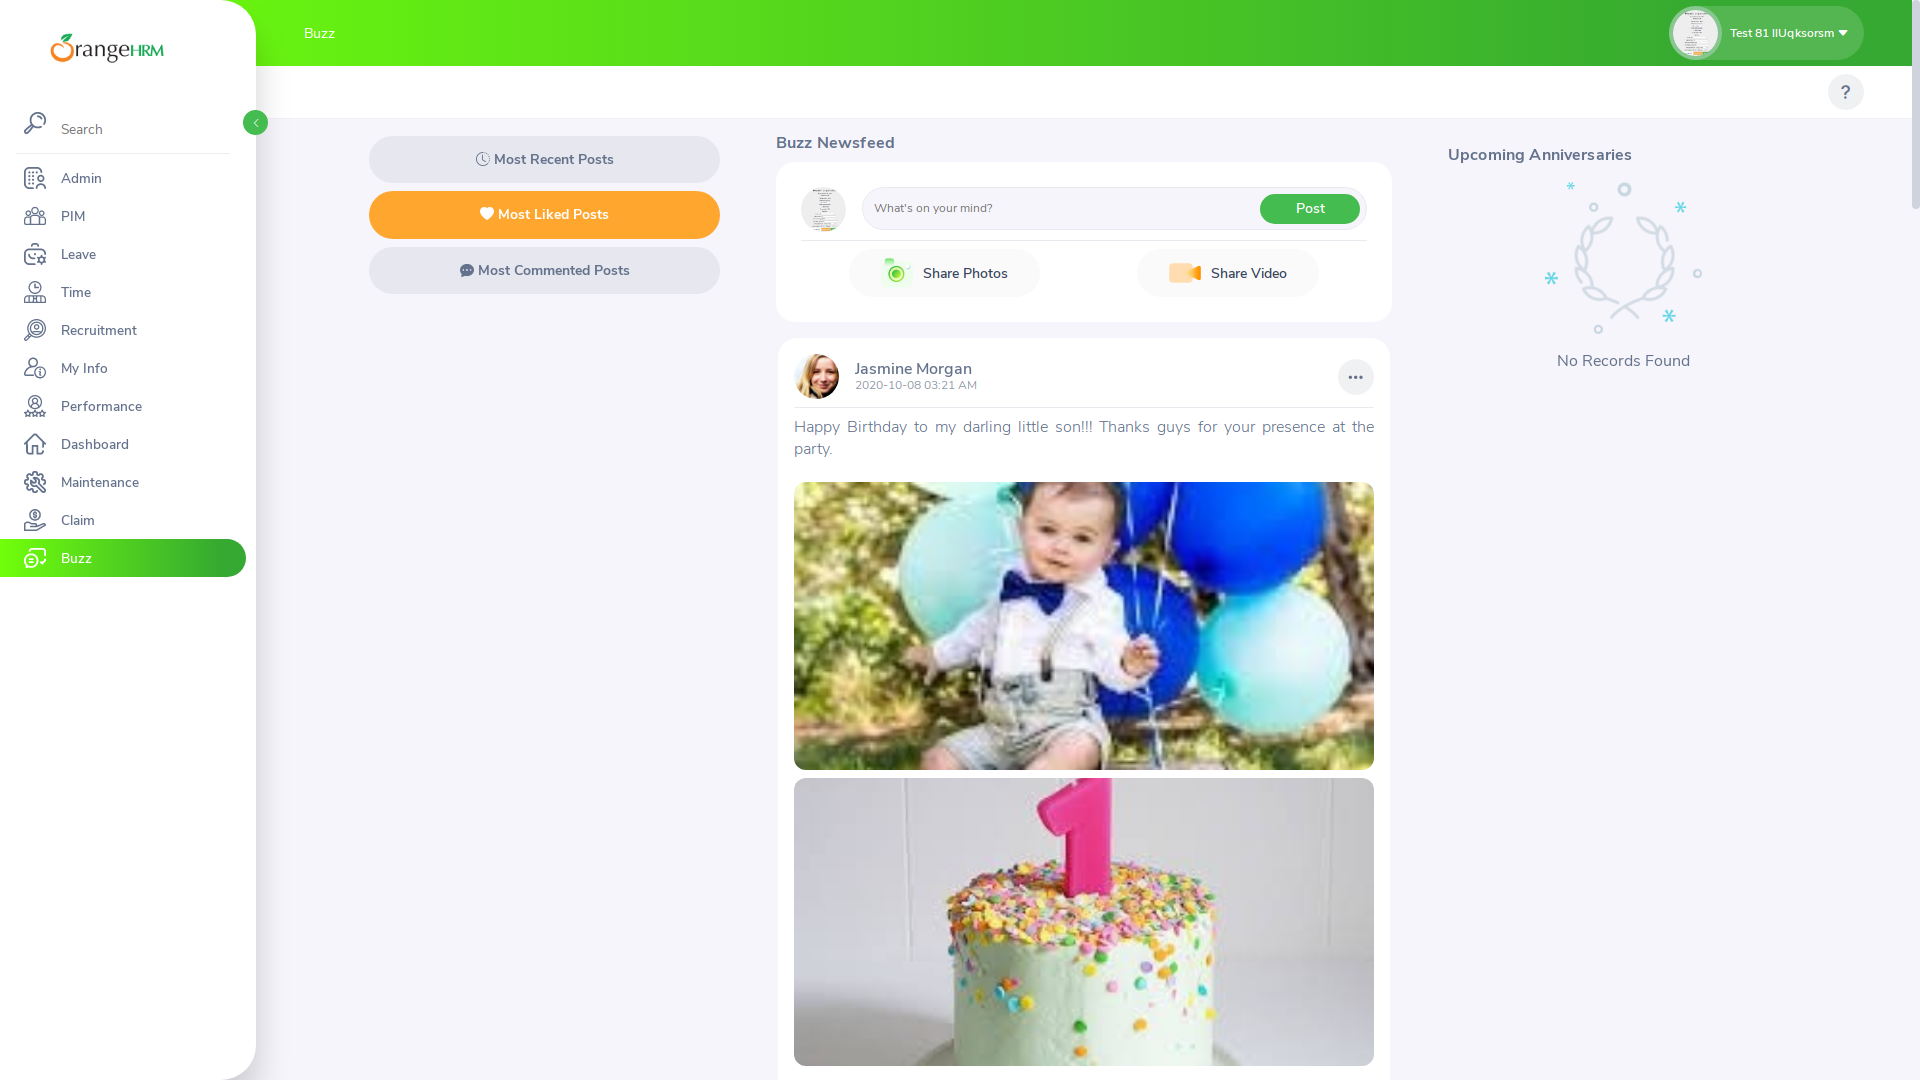 OrangeHRM
Search
Admin
PIM
Leave
Time
Recruitment
My Info
Performance
Dashboard
Maintenance
Claim
Buzz
Buzz
Test 81 llUqksorsm
?
Most Recent Posts
Most Liked Posts
Most Commented Posts
Buzz Newsfeed
What's on your mind?
Post
Share Photos
Share Video
Jasmine Morgan
2020-10-08 03:21 AM
Happy Birthday to my darling little son!!! Thanks guys for your presence at the
party.
1
Upcoming Anniversaries
No Records Found